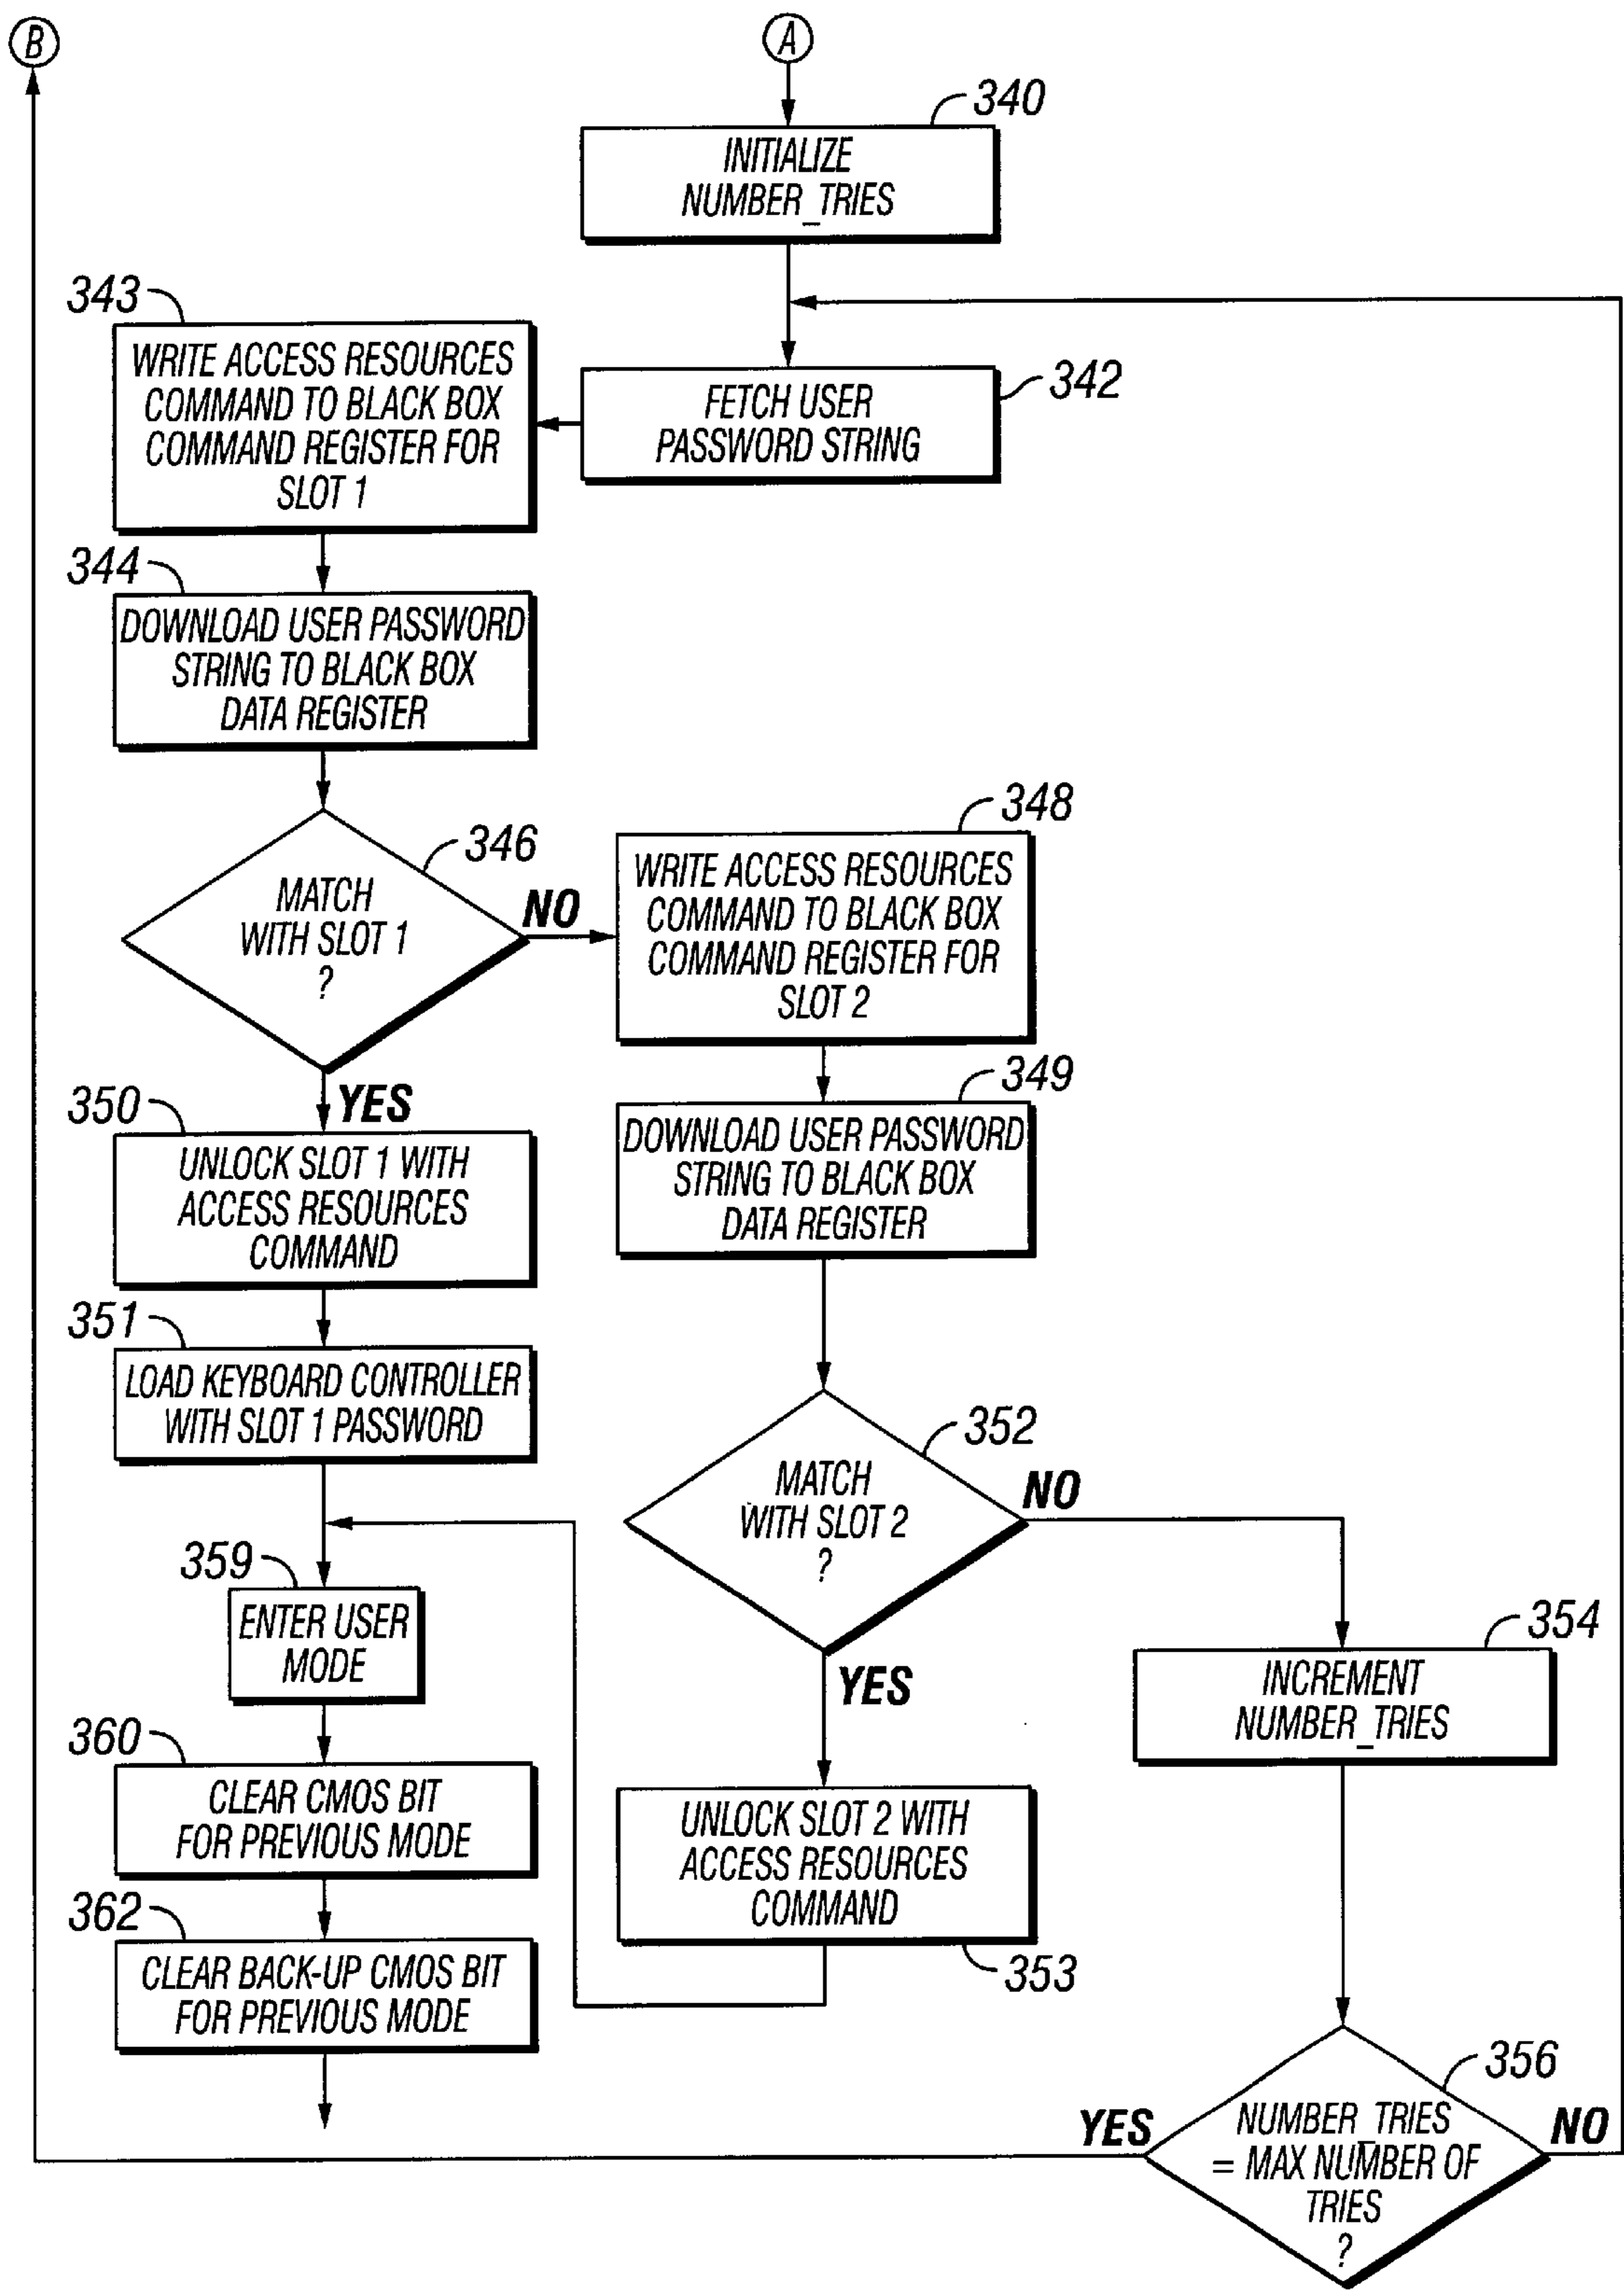 B
A
340
INITIALIZE
NUMBER_TRIES
343
WRITE ACCESS RESOURCES
COMMAND TO BLACK BOX
COMMAND REGISTER FOR
SLOT 1
342
FETCH USER
PASSWORD STRING
344
DOWNLOAD USER PASSWORD
STRING TO BLACK BOX
DATA REGISTER
346
MATCH
WITH SLOT 1
?
NO
YES
348
WRITE ACCESS RESOURCES
COMMAND TO BLACK BOX
COMMAND REGISTER FOR
SLOT 2
349
DOWNLOAD USER PASSWORD
STRING TO BLACK BOX
DATA REGISTER
350
UNLOCK SLOT 1 WITH
ACCESS RESOURCES
COMMAND
351
LOAD KEYBOARD CONTROLLER
WITH SLOT 1 PASSWORD
352
MATCH
WITH SLOT 2
?
NO
YES
359
ENTER USER
MODE
354
INCREMENT
NUMBER_TRIES
360
CLEAR CMOS BIT
FOR PREVIOUS MODE
UNLOCK SLOT 2 WITH
ACCESS RESOURCES
COMMAND
353
362
CLEAR BACK-UP CMOS BIT
FOR PREVIOUS MODE
356
NUMBER_TRIES
= MAX NUMBER OF
TRIES
?
YES
NO